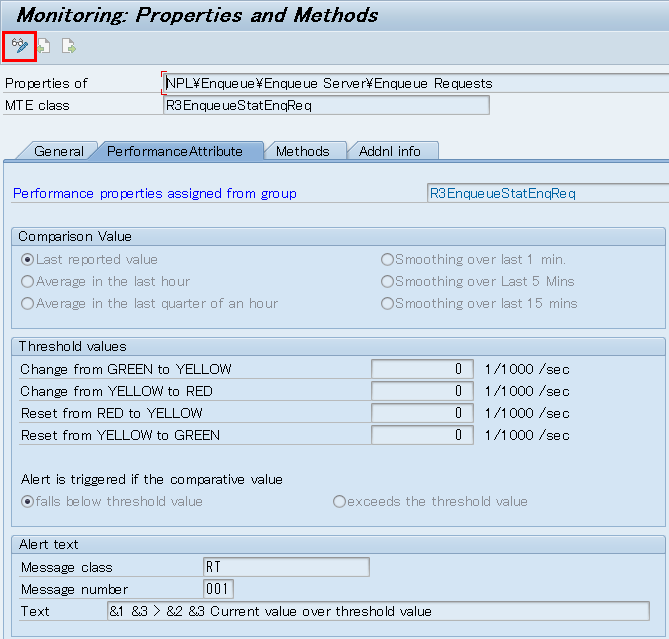 Monitoring: Properties and Methods
Properties of NPL¥Enqueue¥Enqueue Server¥Enqueue Requests
MTE class R3EnqueueStatEnqReq
General PerformanceAttribute Methods Addnl info
Performance properties assigned from group R3EnqueueStatEnqReq
Comparison Value
Last reported value Smoothing over last 1 min.
Average in the last hour Smoothing over Last 5 Mins
Average in the last quarter of an hour Smoothing over last 15 mins
Threshold values
Change from GREEN to YELLOW 0 1/1000 /sec
Change from YELLOW to RED 0 1/1000 /sec
Reset from RED to YELLOW 0 1/1000 /sec
Reset from YELLOW to GREEN 0 1/1000 /sec
Alert is triggered if the comparative value
falls below threshold value exceeds the threshold value
Alert text
Message class RT
Message number 001
Text &1 &3 > &2 &3 Current value over threshold value